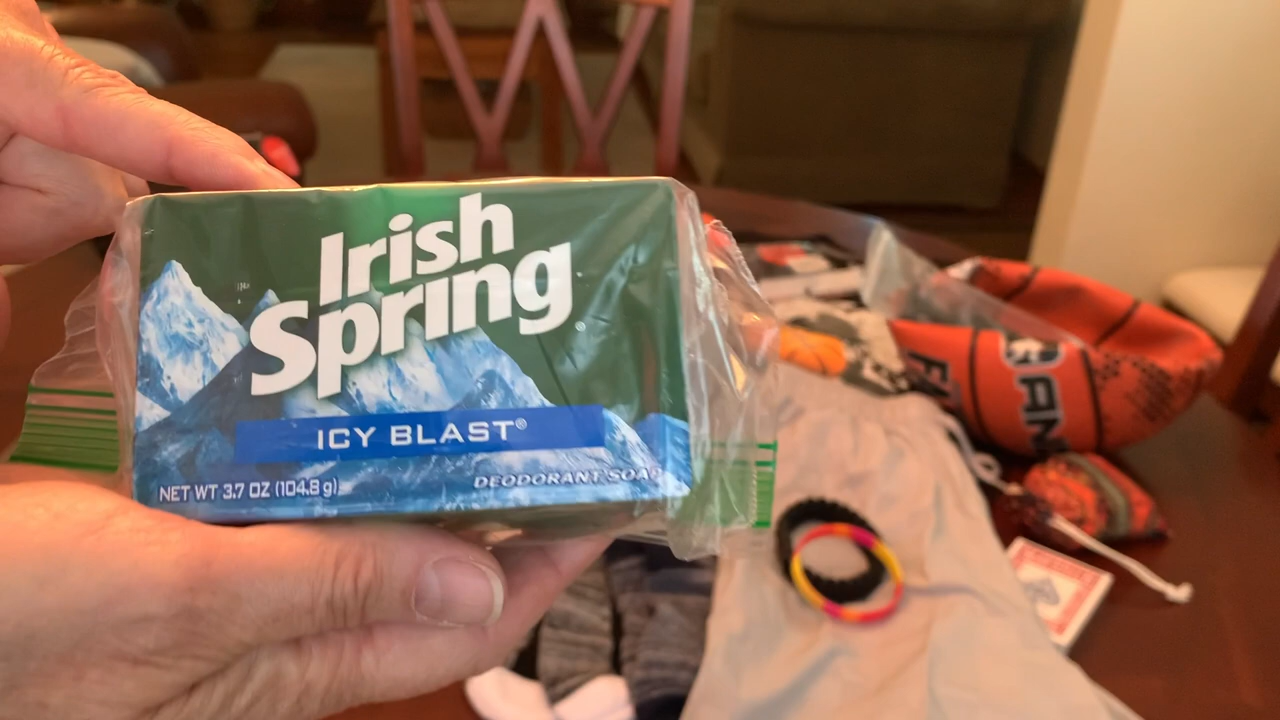 Irish
Spring
ICY BLAST®
NET WT 3.7 OZ (104.8 g)
DEODORANT SOAP